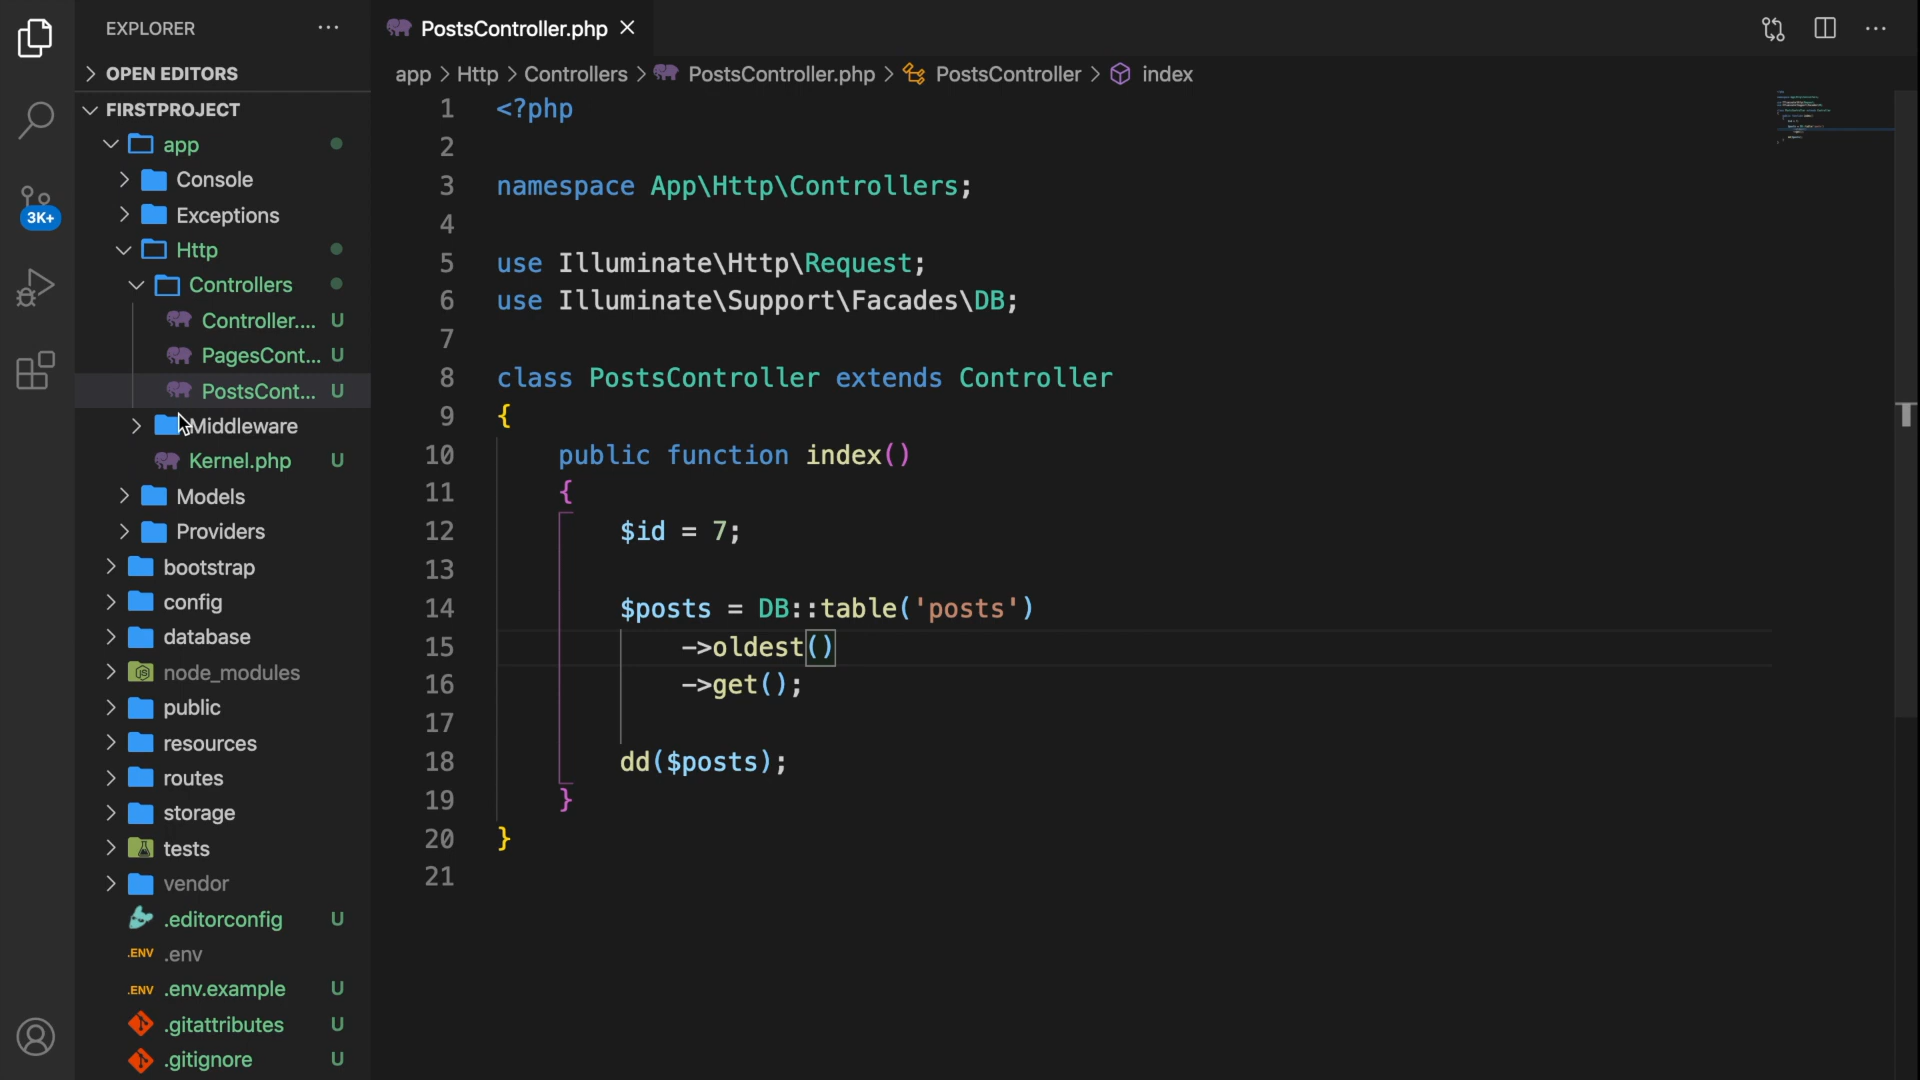 EXPLORER
OPEN EDITORS
FIRSTPROJECT
app
Console
Exceptions
Http
Controllers
Controller.... U
PagesCont... U
PostsCont... U
Middleware
Kernel.php U
Models
Providers
bootstrap
config
database
node_modules
public
resources
routes
storage
tests
vendor
.editorconfig U
.ENV .env
.ENV .env.example U
.gitattributes U
.gitignore U
3K+
PostsController.php
app > Http > Controllers > PostsController.php > PostsController > index
1 <?php
2
3 namespace App\Http\Controllers;
4
5 use Illuminate\Http\Request;
6 use Illuminate\Support\Facades\DB;
7
8 class PostsController extends Controller
9 {
10 public function index()
11 {
12 $id = 7;
13
14 $posts = DB::table('posts')
15 ->oldest()
16 ->get();
17
18 dd($posts);
19 }
20 }
21